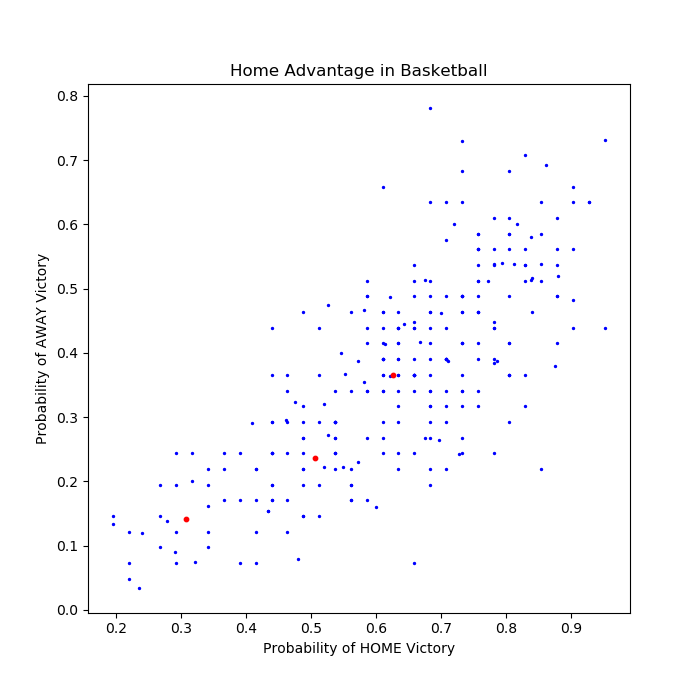 Home Advantage in Basketball
Probability of AWAY Victory
0.8
0.7
0.6
0.5
0.4
0.3
0.2
0.1
0.0
0.2 0.3 0.4 0.5 0.6 0.7 0.8 0.9
Probability of HOME Victory